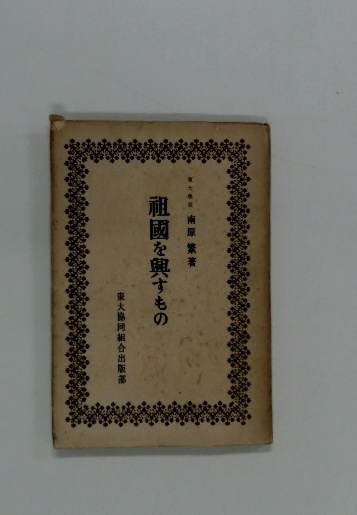 東大總長 南原 繁著
祖國を興すもの
東大協同組合出版部